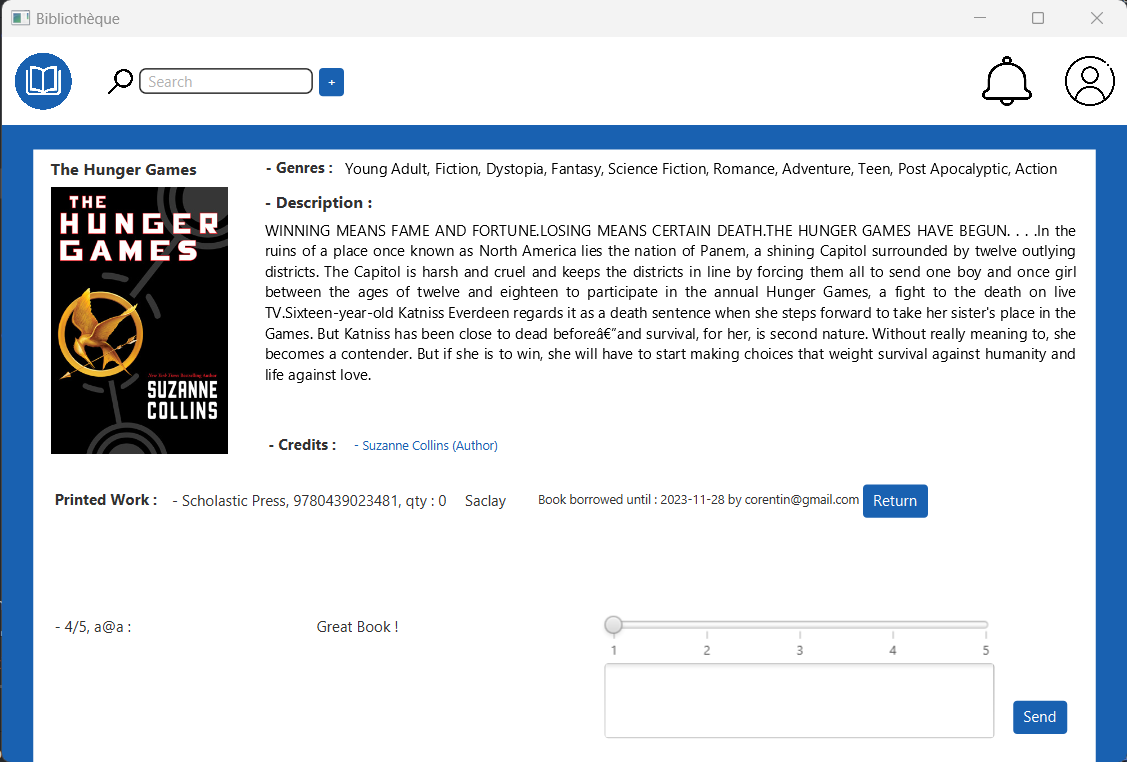 Bibliothèque
Search
+
The Hunger Games
- Genres : Young Adult, Fiction, Dystopia, Fantasy, Science Fiction, Romance, Adventure, Teen, Post Apocalyptic, Action
THE
HUNGER
GAMES
SUZANNE
COLLINS
- Description :
WINNING MEANS FAME AND FORTUNE.LOSING MEANS CERTAIN DEATH.THE HUNGER GAMES HAVE BEGUN. . . .In the
ruins of a place once known as North America lies the nation of Panem, a shining Capitol surrounded by twelve outlying
districts. The Capitol is harsh and cruel and keeps the districts in line by forcing them all to send one boy and once girl
between the ages of twelve and eighteen to participate in the annual Hunger Games, a fight to the death on live
TV.Sixteen-year-old Katniss Everdeen regards it as a death sentence when she steps forward to take her sister's place in the
Games. But Katniss has been close to dead beforeâ€”and survival, for her, is second nature. Without really meaning to, she
becomes a contender. But if she is to win, she will have to start making choices that weight survival against humanity and
life against love.
- Credits : - Suzanne Collins (Author)
Printed Work : - Scholastic Press, 9780439023481, qty : 0 Saclay Book borrowed until : 2023-11-28 by corentin@gmail.com Return
- 4/5, a@a : Great Book !
1 2 3 4 5
Send